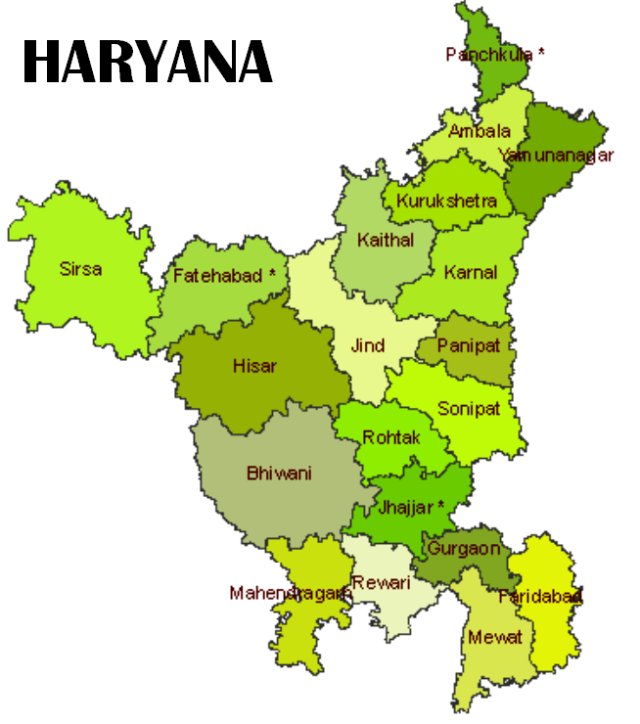 HARYANA
Panchkula *
Ambala
Yamunanagar
Kurukshetra
Kaithal
Sirsa
Fatehabad *
Karnal
Jind
Panipat
Hisar
Sonipat
Rohtak
Bhiwani
Jhajjar *
Gurgaon
Rewari
Mahendragarh
Faridabad
Mewat